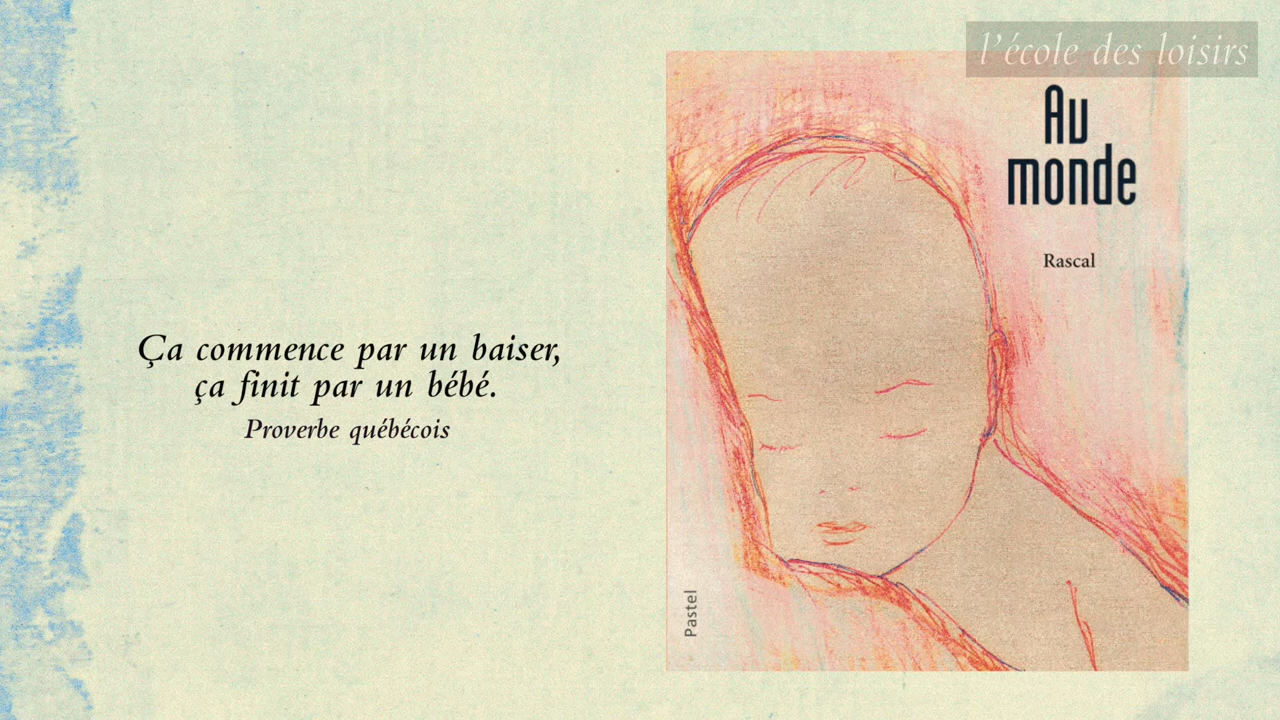 Ça commence par un baiser,
ça finit par un bébé.
Proverbe québécois
l'école des loisirs
Au
monde
Rascal
Pastel